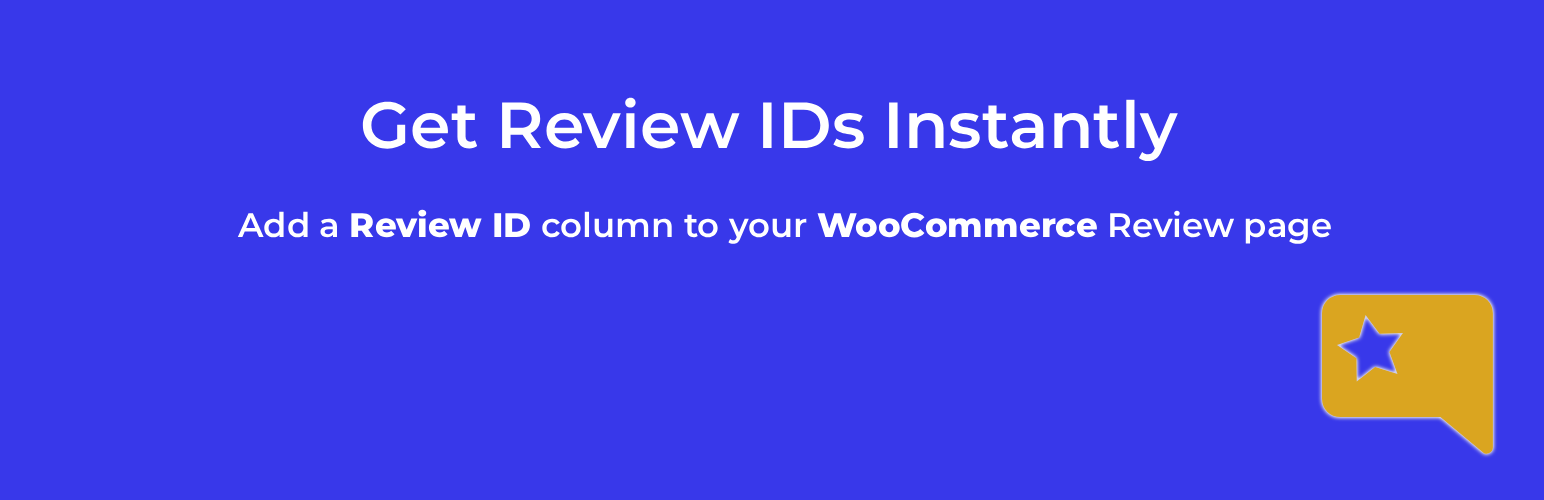 Get Review IDs Instantly
Add a Review ID column to your WooCommerce Review page